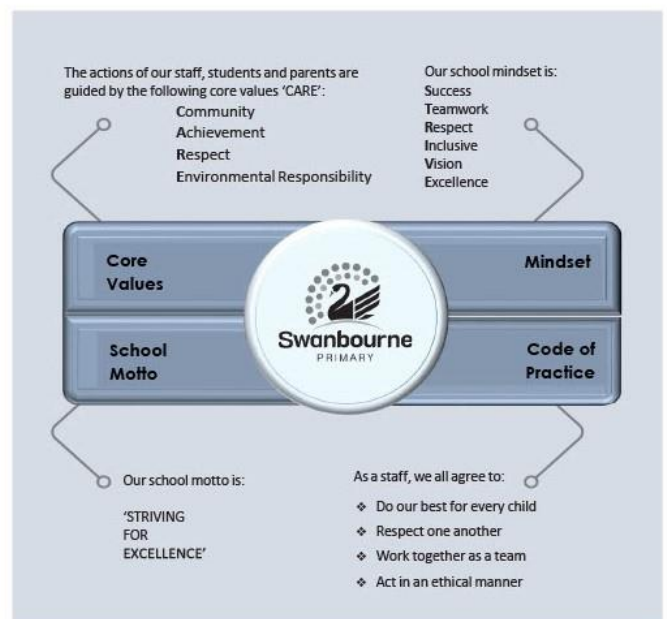 The actions of our staff, students and parents are
guided by the following core values 'CARE':
Community
Achievement
Respect
Environmental Responsibility
Our school mindset is:
Success
Teamwork
Respect
Inclusive
Vision
Excellence
Core
Values
Mindset
Swanbourne
PRIMARY
School
Motto
Code of
Practice
Our school motto is:
'STRIVING
FOR
EXCELLENCE'
As a staff, we all agree to:
❖ Do our best for every child
❖ Respect one another
❖ Work together as a team
❖ Act in an ethical manner